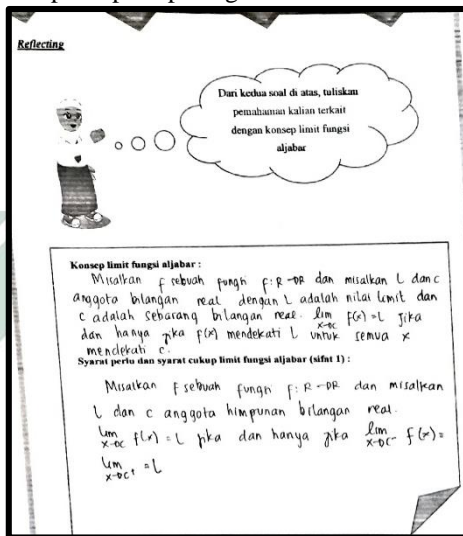 Reflecting
Dari kedua soal di atas, tuliskan
pemahaman kalian terkait
dengan konsep limit fungsi
aljabar
Konsep limit fungsi aljabar :
Misalkan f sebuah fungsi f: R → R dan misalkan L dan c
anggota bilangan real dengan L adalah nilai limit dan
c adalah sebarang bilangan real. lim x→c f(x) = L jika
dan hanya jika f(x) mendekati L untuk semua x
mendekati c.
Syarat perlu dan syarat cukup limit fungsi aljabar (sifat 1) :
Misalkan f sebuah fungsi f: R → R dan misalkan
L dan c anggota himpunan bilangan real.
lim x→c f(x) = L jika dan hanya jika lim x→c⁻ f(x) =
lim x→c⁺ = L